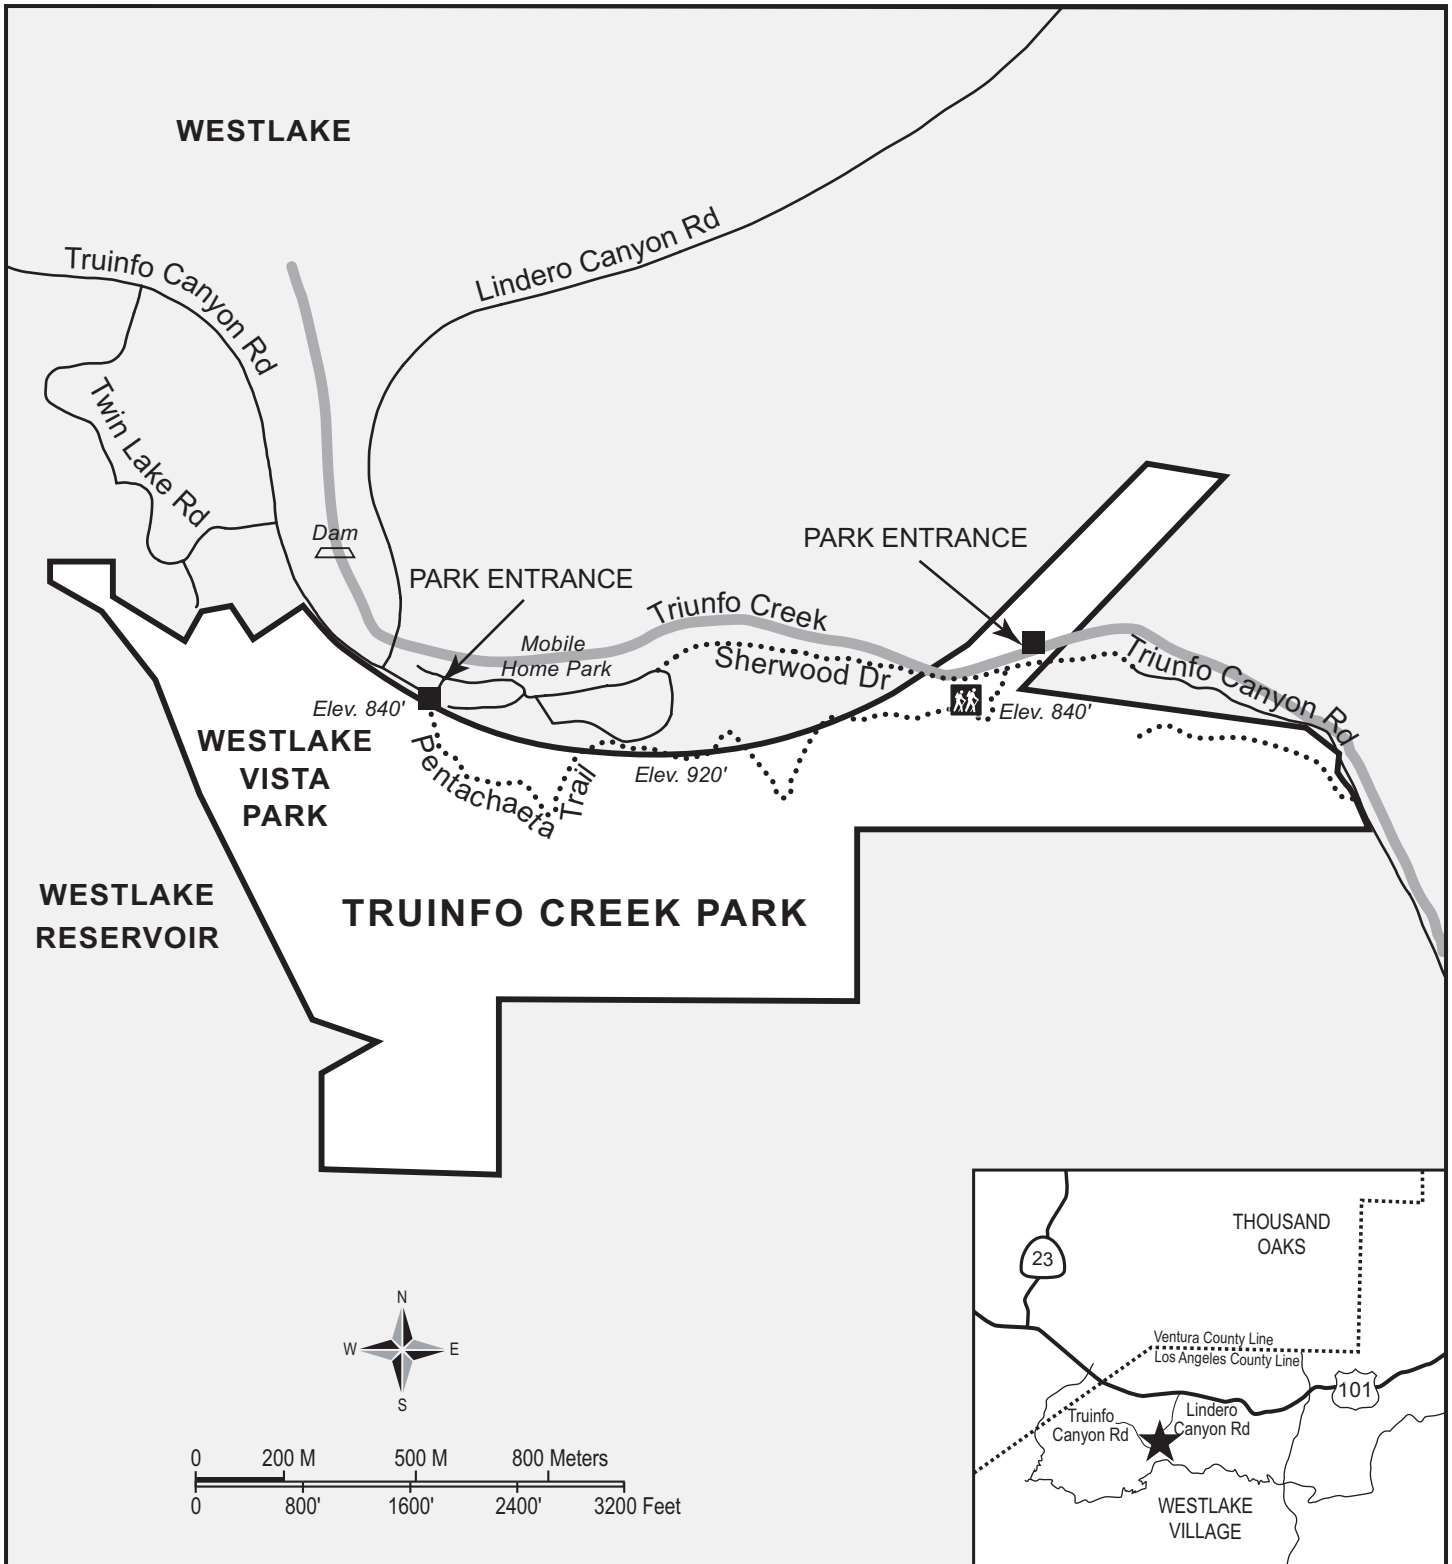 WESTLAKE
Truinfo Canyon Rd
Lindero Canyon Rd
Twin Lake Rd
Dam
PARK ENTRANCE
PARK ENTRANCE
Triunfo Creek
Mobile
Home Park
Sherwood Dr
Triunfo Canyon Rd
Elev. 840'
Elev. 840'
WESTLAKE
VISTA
PARK
Pentachaeta
Trail
Elev. 920'
WESTLAKE
RESERVOIR
TRUINFO CREEK PARK
N
W
E
S
0 200 M 500 M 800 Meters
0 800' 1600' 2400' 3200 Feet
THOUSAND
OAKS
23
Ventura County Line
Los Angeles County Line
101
Truinfo
Canyon Rd
Lindero
Canyon Rd
WESTLAKE
VILLAGE